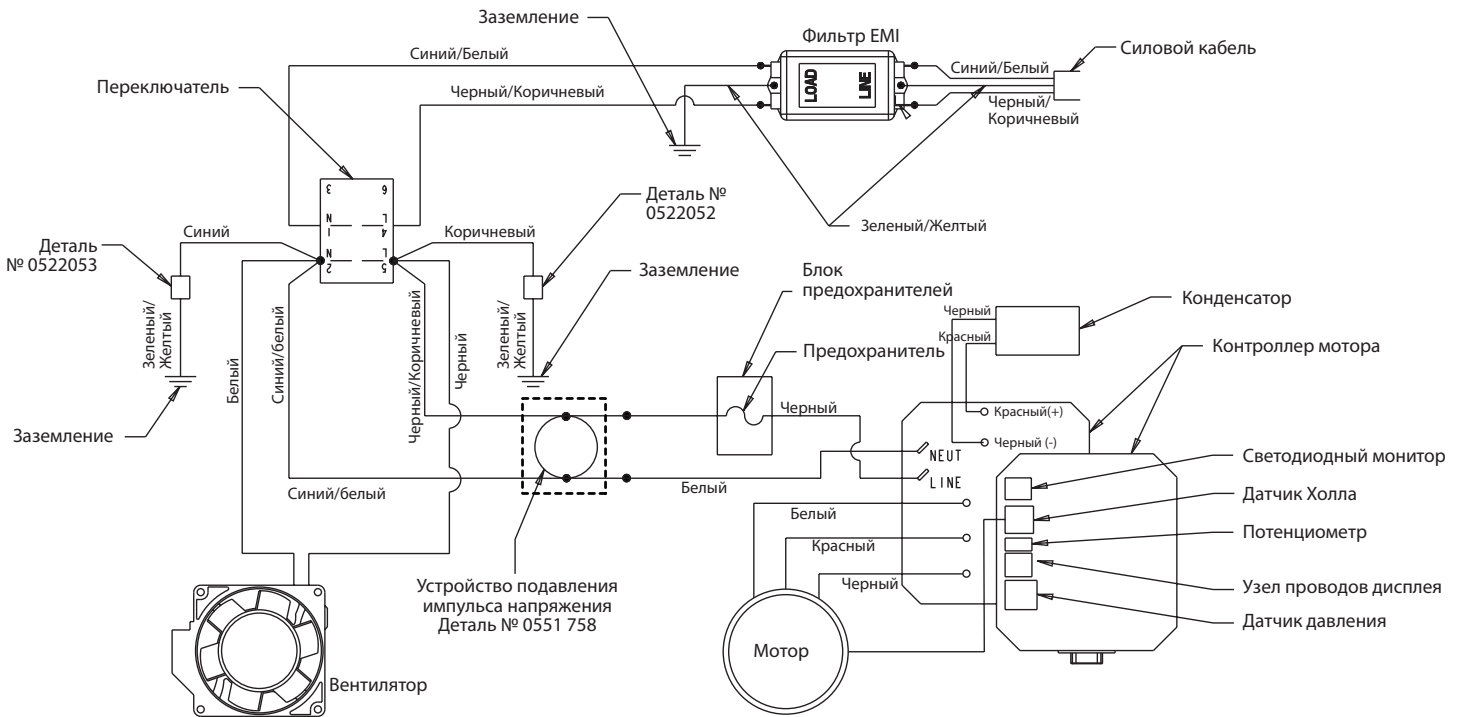 Заземление
Фильтр EMI
Силовой кабель
Синий/Белый
Синий/Белый
LOAD
LINE
Переключатель
Черный/Коричневый
Черный/
Коричневый
3
6
Деталь №
0522052
N
L
1
4
Зеленый/Желтый
Синий
Коричневый
Деталь
№ 0522053
N
L
2
5
Заземление
Блок
предохранителей
Конденсатор
Черный
Красный
Зеленый/
Желтый
Зеленый/
Желтый
Белый
Синий/белый
Черный/Коричневый
Черный
Предохранитель
Контроллер мотора
Черный
Красный(+)
Заземление
Черный (-)
NEUT
Светодиодный монитор
LINE
Синий/белый
Белый
Датчик Холла
Белый
Потенциометр
Красный
Черный
Узел проводов дисплея
Устройство подавления
импульса напряжения
Деталь № 0551 758
Датчик давления
Мотор
Вентилятор